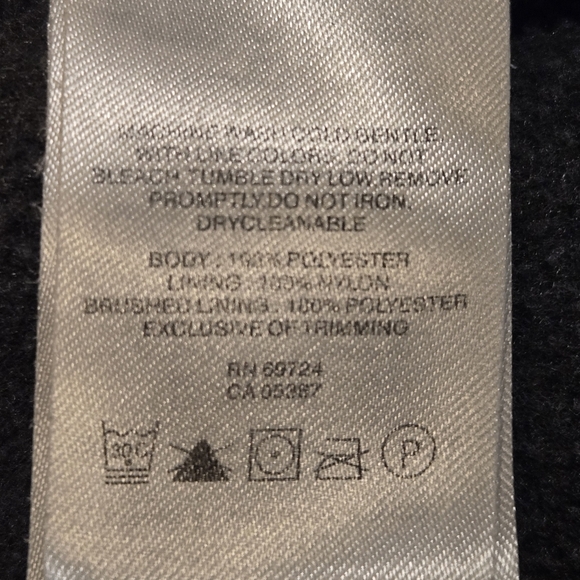 MACHINE WASH COLD GENTLE
WITH LIKE COLORS. DO NOT
BLEACH. TUMBLE DRY LOW, REMOVE
PROMPTLY.DO NOT IRON.
DRYCLEANABLE
BODY : 100% POLYESTER
LINING : 100% NYLON
BRUSHED LINING : 100% POLYESTER
EXCLUSIVE OF TRIMMING
RN 69724
CA 05367
30 C
P